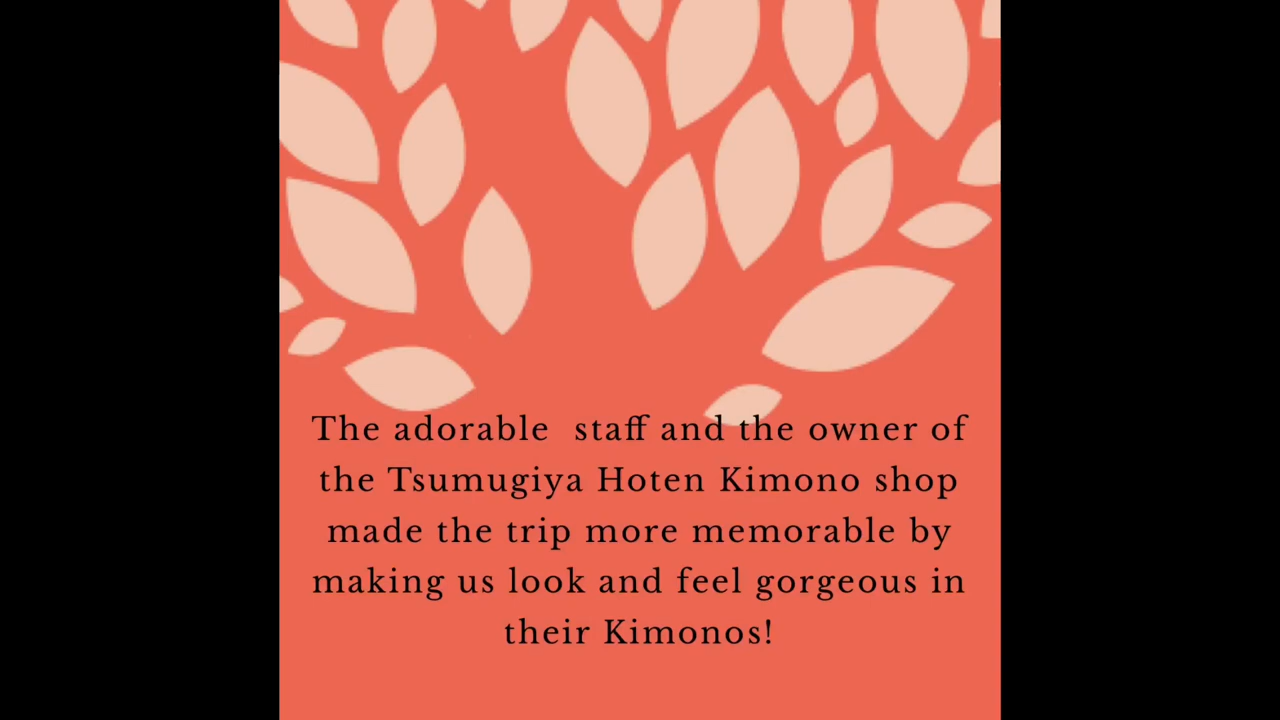 The adorable  staff and the owner of
the Tsumugiya Hoten Kimono shop
made the trip more memorable by
making us look and feel gorgeous in
their Kimonos!